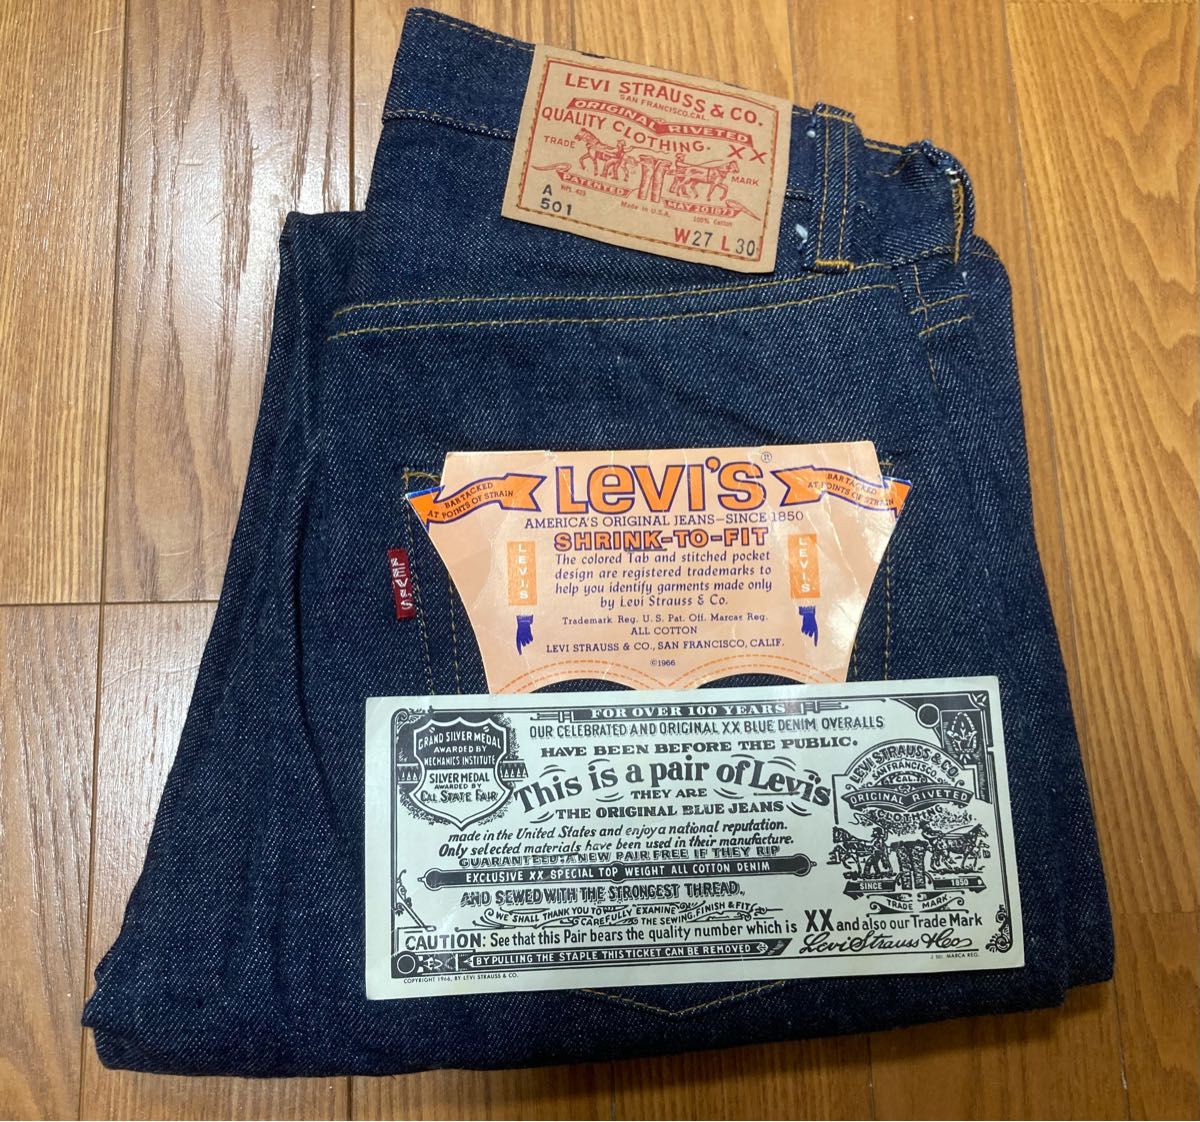 LEVI STRAUSS & CO.
SAN FRANCISCO, CAL.
ORIGINAL RIVETED
QUALITY CLOTHING. XX
TRADE MARK
PATENTED MAY 20 1873
A WPL 423 Made in U.S.A. 100% Cotton
501
W27 L30
LEVI'S
BAR TACKED
AT POINTS OF STRAIN
LEVI'S®
BAR TACKED
AT POINTS OF STRAIN
AMERICA'S ORIGINAL JEANS—SINCE 1850
SHRINK-TO-FIT
The colored Tab and stitched pocket
design are registered trademarks to
help you identify garments made only
by Levi Strauss & Co.
LEVI'S
LEVI'S
Trademark Reg. U.S. Pat. Off. Marcas Reg.
ALL COTTON
LEVI STRAUSS & CO., SAN FRANCISCO, CALIF.
©1966
FOR OVER 100 YEARS
OUR CELEBRATED AND ORIGINAL XX BLUE DENIM OVERALLS
HAVE BEEN BEFORE THE PUBLIC.
This is a pair of Levi's
THEY ARE
THE ORIGINAL BLUE JEANS
made in the United States and enjoy a national reputation.
Only selected materials have been used in their manufacture.
GUARANTEED: A NEW PAIR FREE IF THEY RIP
EXCLUSIVE XX SPECIAL TOP WEIGHT ALL COTTON DENIM
AND SEWED WITH THE STRONGEST THREAD.
WE SHALL THANK YOU TO CAREFULLY EXAMINE THE SEWING, FINISH & FIT
CAUTION: See that this Pair bears the quality number which is XX and also our Trade Mark
BY PULLING THE STAPLE THIS TICKET CAN BE REMOVED
Levi Strauss & Co
GRAND SILVER MEDAL
AWARDED BY
MECHANICS INSTITUTE
SILVER MEDAL
AWARDED BY
CAL STATE FAIR
LEVI STRAUSS & CO.
SAN FRANCISCO,
CAL.
ORIGINAL RIVETED
CLOTHING
SINCE 1850
TRADE MARK
COPYRIGHT 1966, BY LEVI STRAUSS & CO.
J 501 MARCA REG.